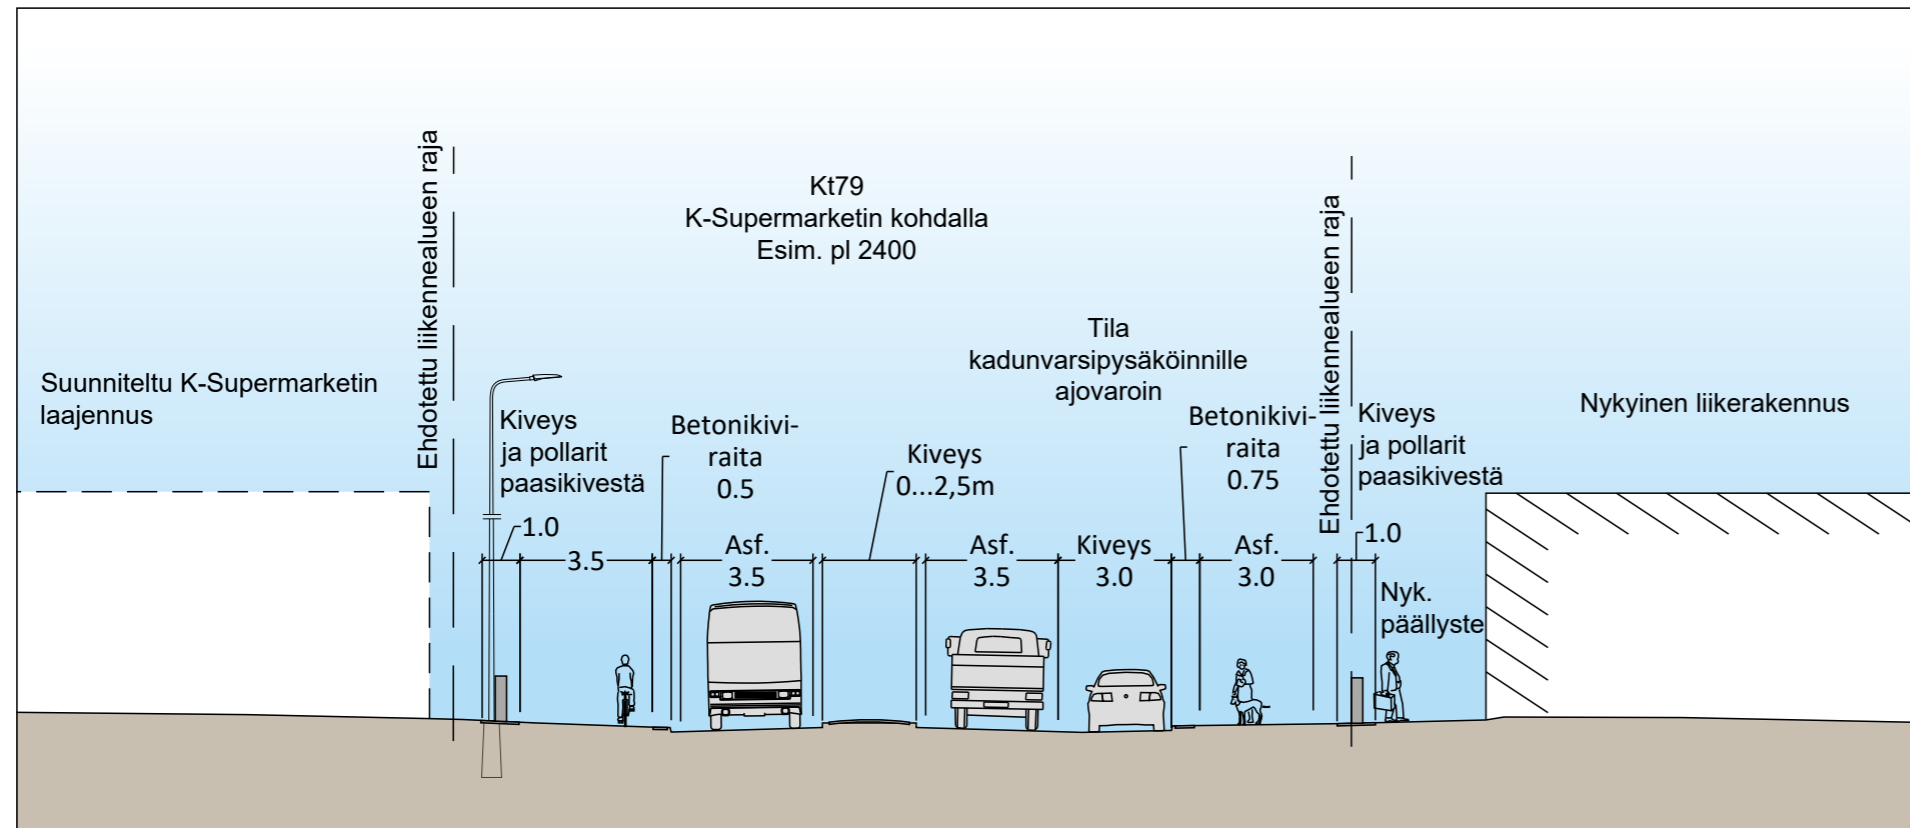 Kt79
K-Supermarketin kohdalla
Esim. pl 2400
Ehdotettu liikennealueen raja
Ehdotettu liikennealueen raja
Tila
kadunvarsipysäköinnille
ajovaroin
Suunniteltu K-Supermarketin
laajennus
Nykyinen liikerakennus
Kiveys
ja pollarit
paasikivestä
1.0
3.5
Betonikivi-
raita
0.5
Asf.
3.5
Kiveys
0...2,5m
Asf.
3.5
Kiveys
3.0
Betonikivi-
raita
0.75
Asf.
3.0
Kiveys
ja pollarit
paasikivestä
1.0
Nyk.
päällyste